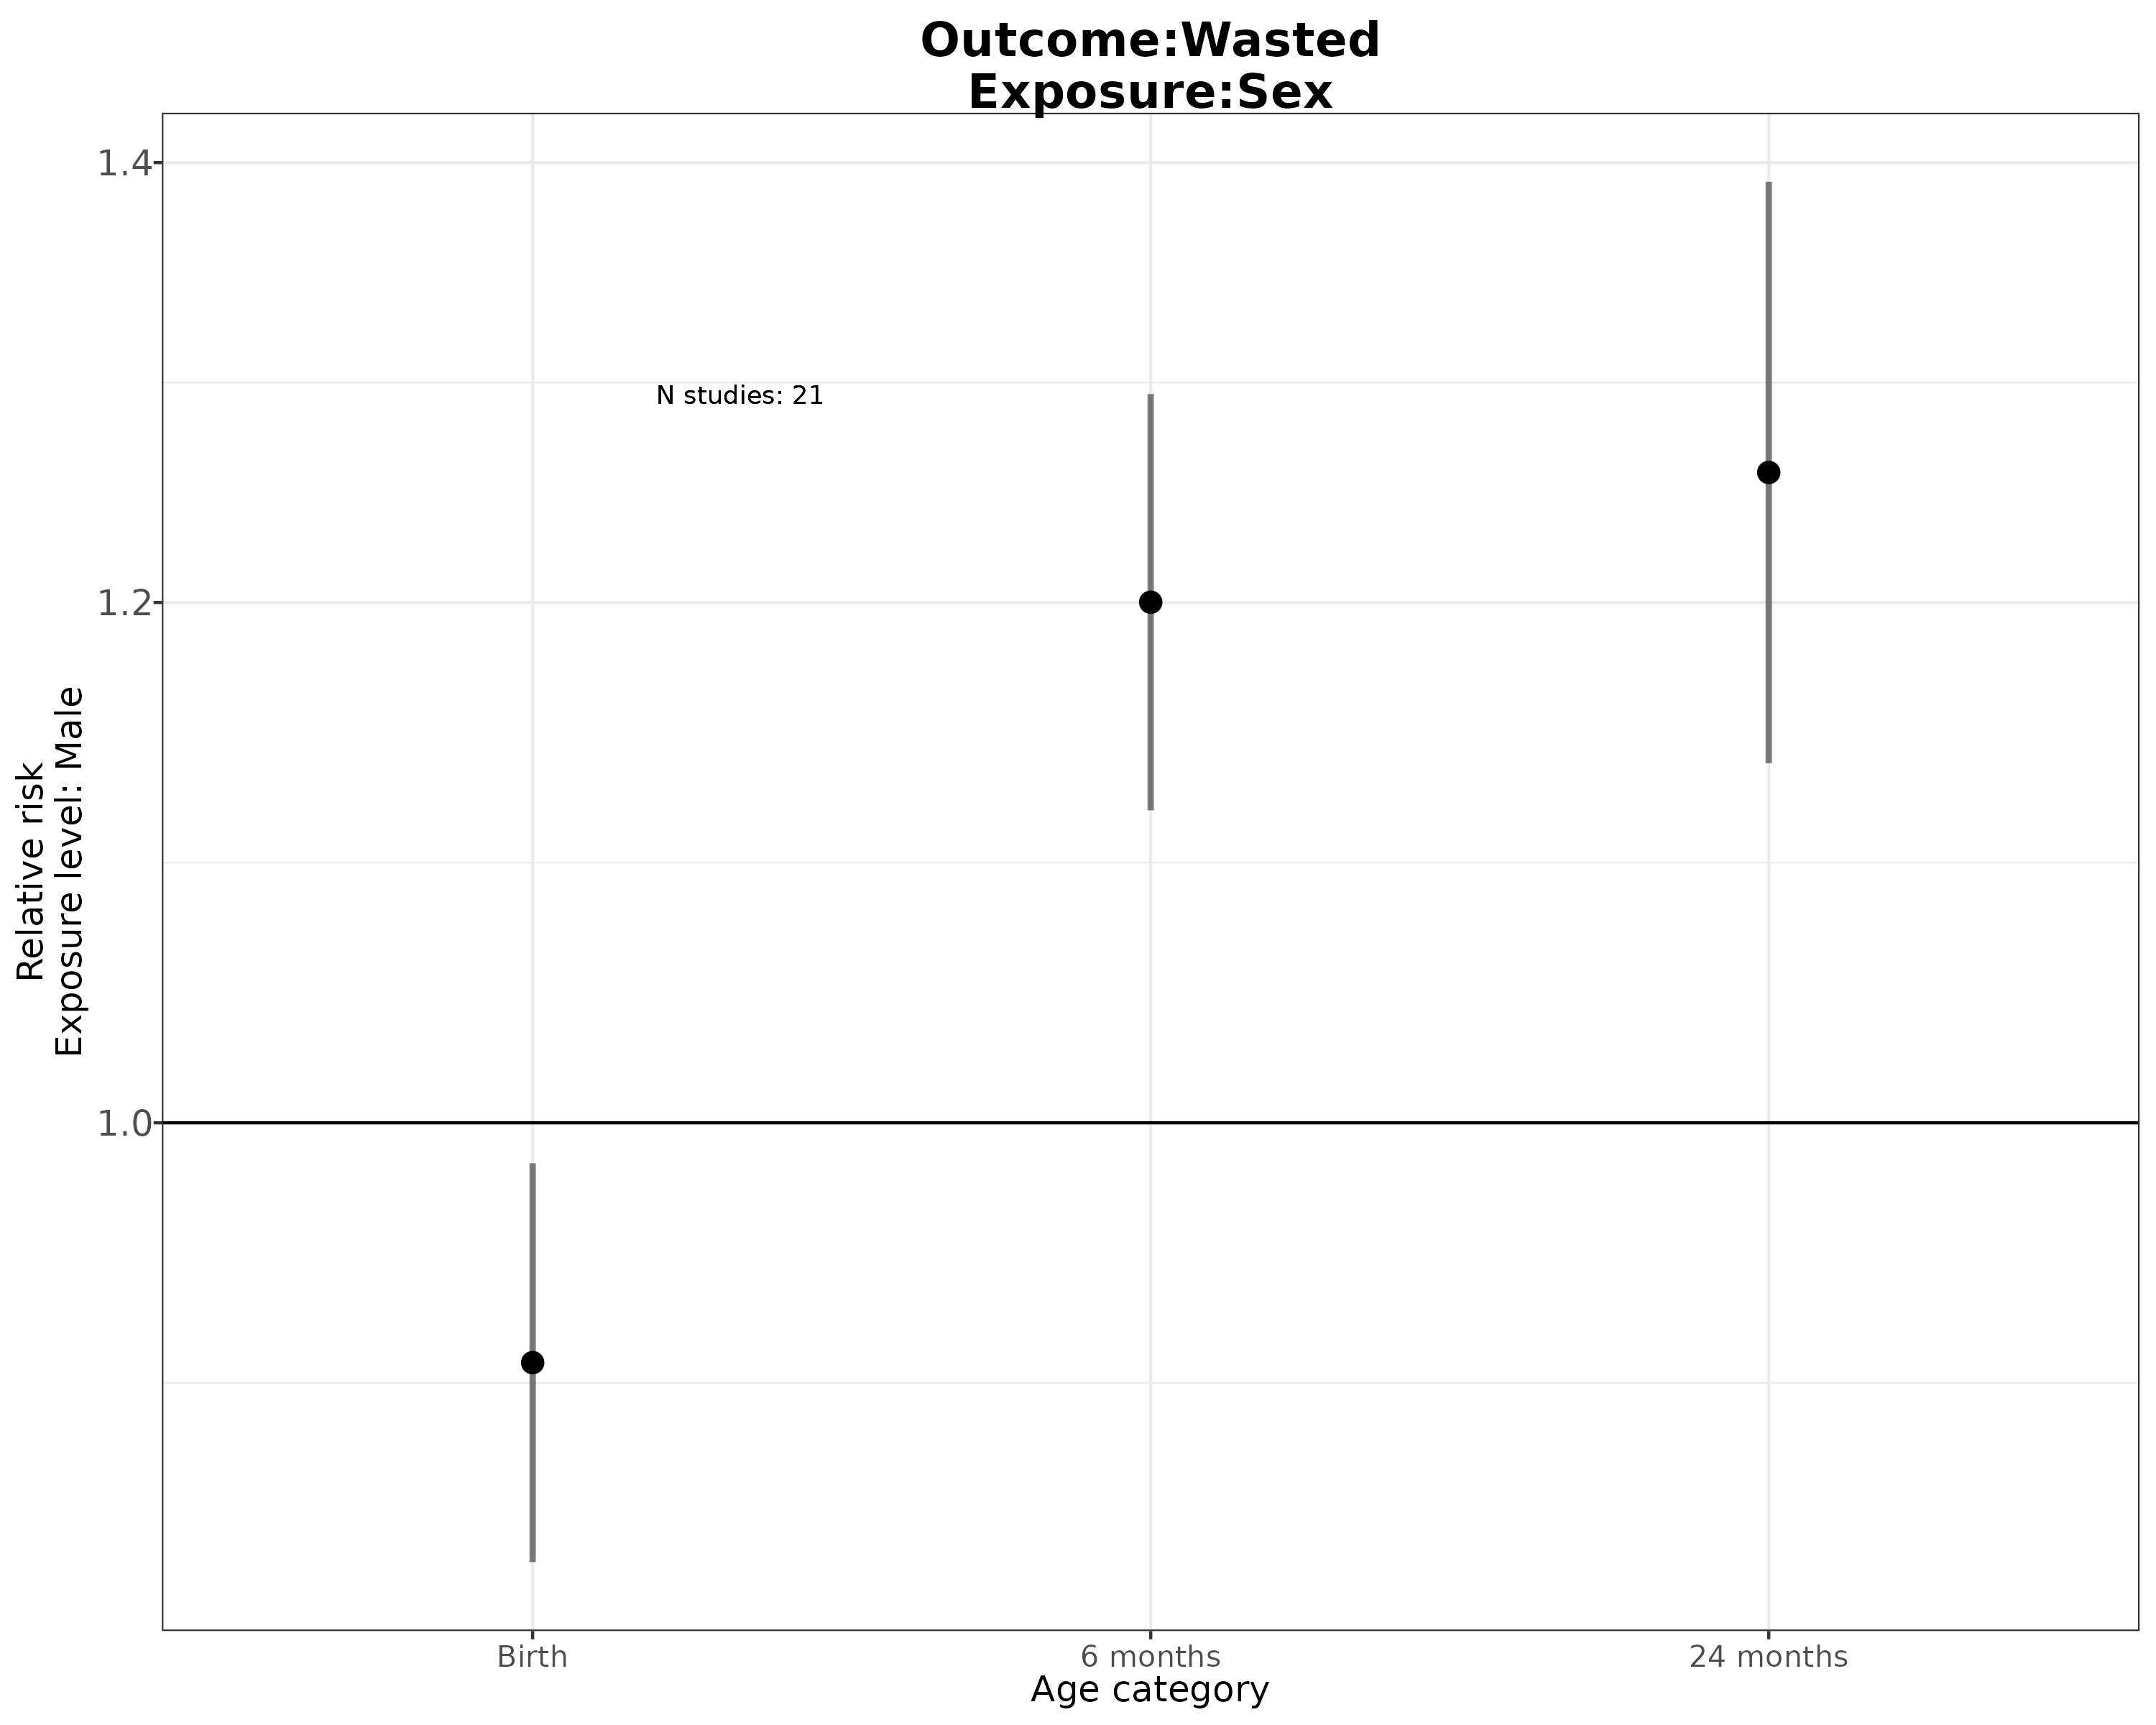 Outcome:Wasted
Exposure:Sex
Relative risk
Exposure level: Male
1.4
1.2
1.0
N studies: 21
Birth
6 months
24 months
Age category